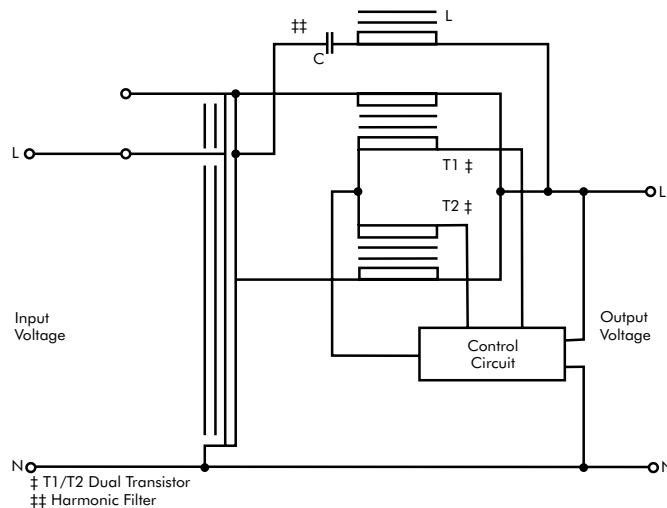 ‡‡
L
C
L
T1 ‡
T2 ‡
L
Input
Voltage
Output
Voltage
Control
Circuit
N
N
‡ T1/T2 Dual Transistor
‡‡ Harmonic Filter